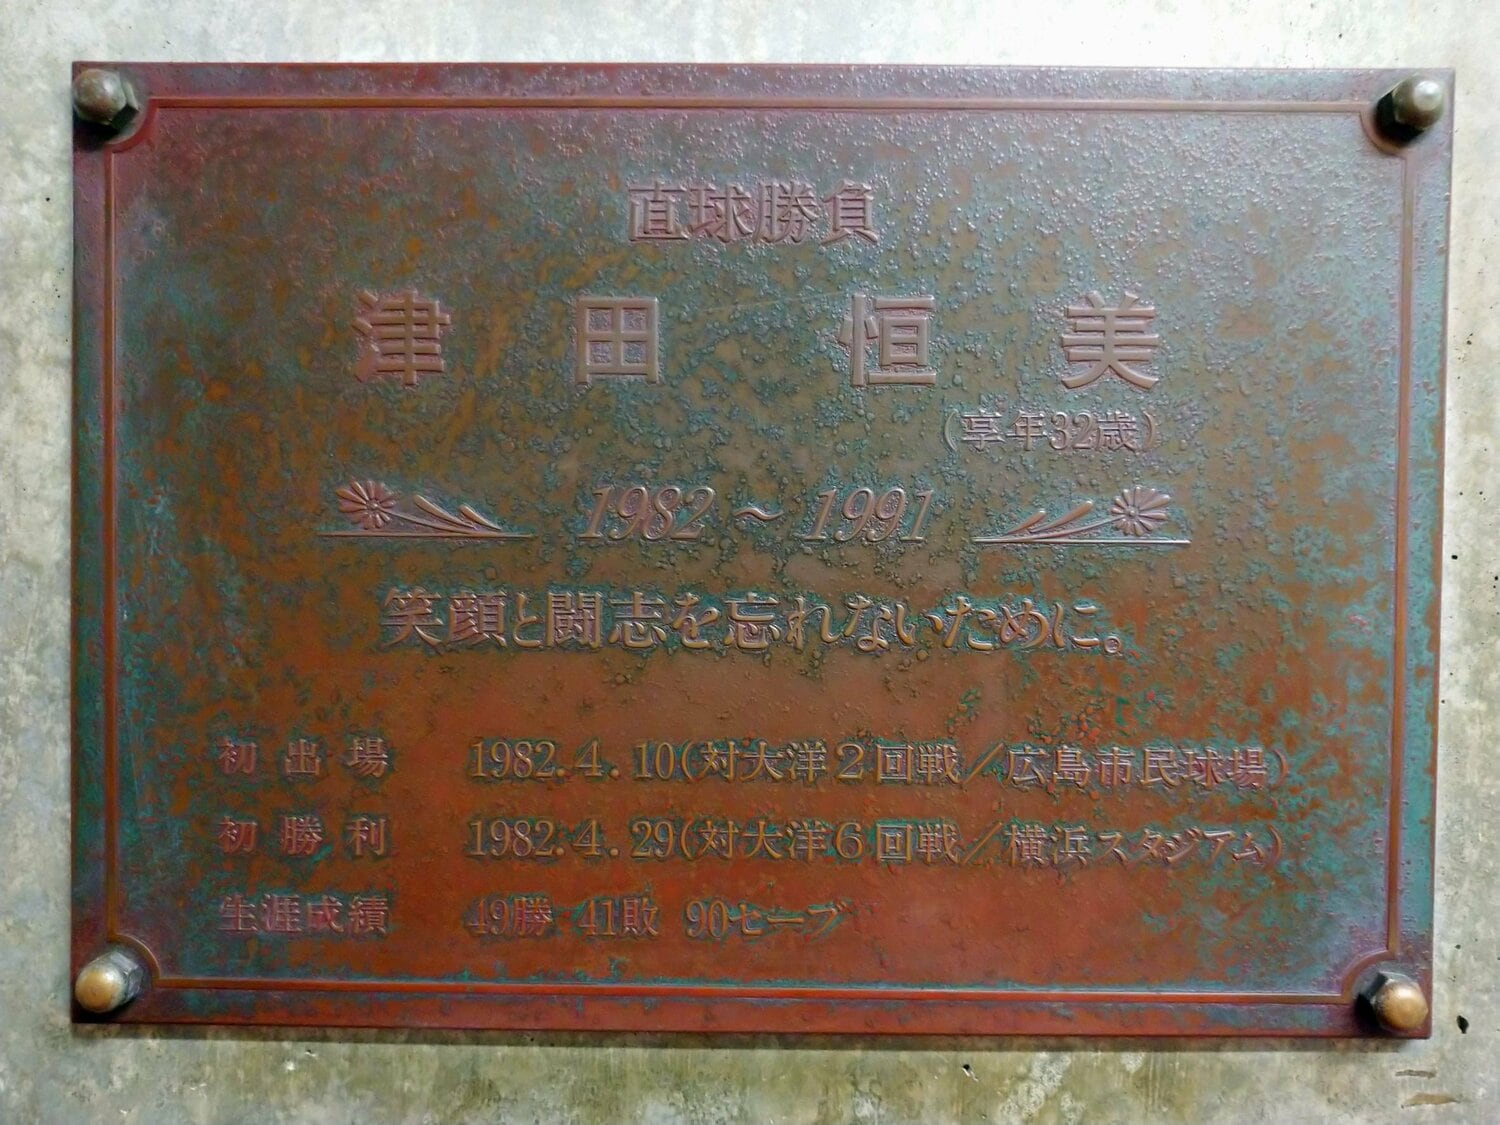 直球勝負
津田恒美
(享年32歳)
1982～1991
笑顔と闘志を忘れないために。
初出場 1982.4.10(対大洋2回戦／広島市民球場)
初勝利 1982.4.29(対大洋6回戦／横浜スタジアム)
生涯成績 49勝 41敗 90セーブ